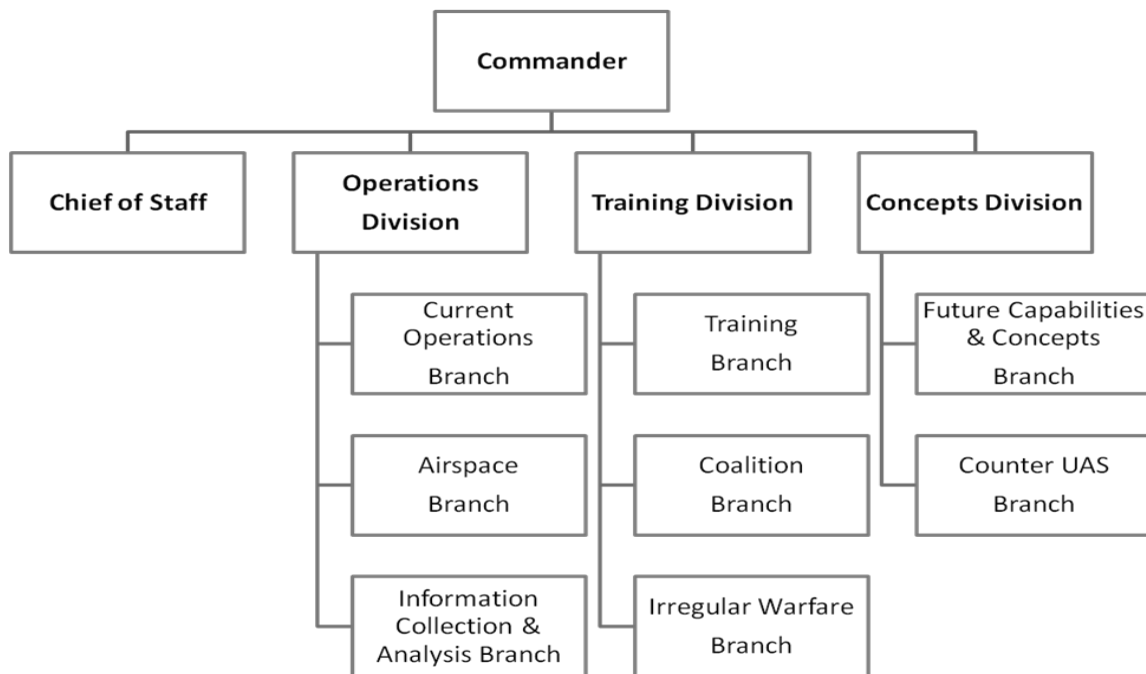 Commander
Chief of Staff
Operations
Division
Training Division
Concepts Division
Current
Operations
Branch
Airspace
Branch
Information
Collection &
Analysis Branch
Training
Branch
Coalition
Branch
Irregular Warfare
Branch
Future Capabilities
& Concepts
Branch
Counter UAS
Branch